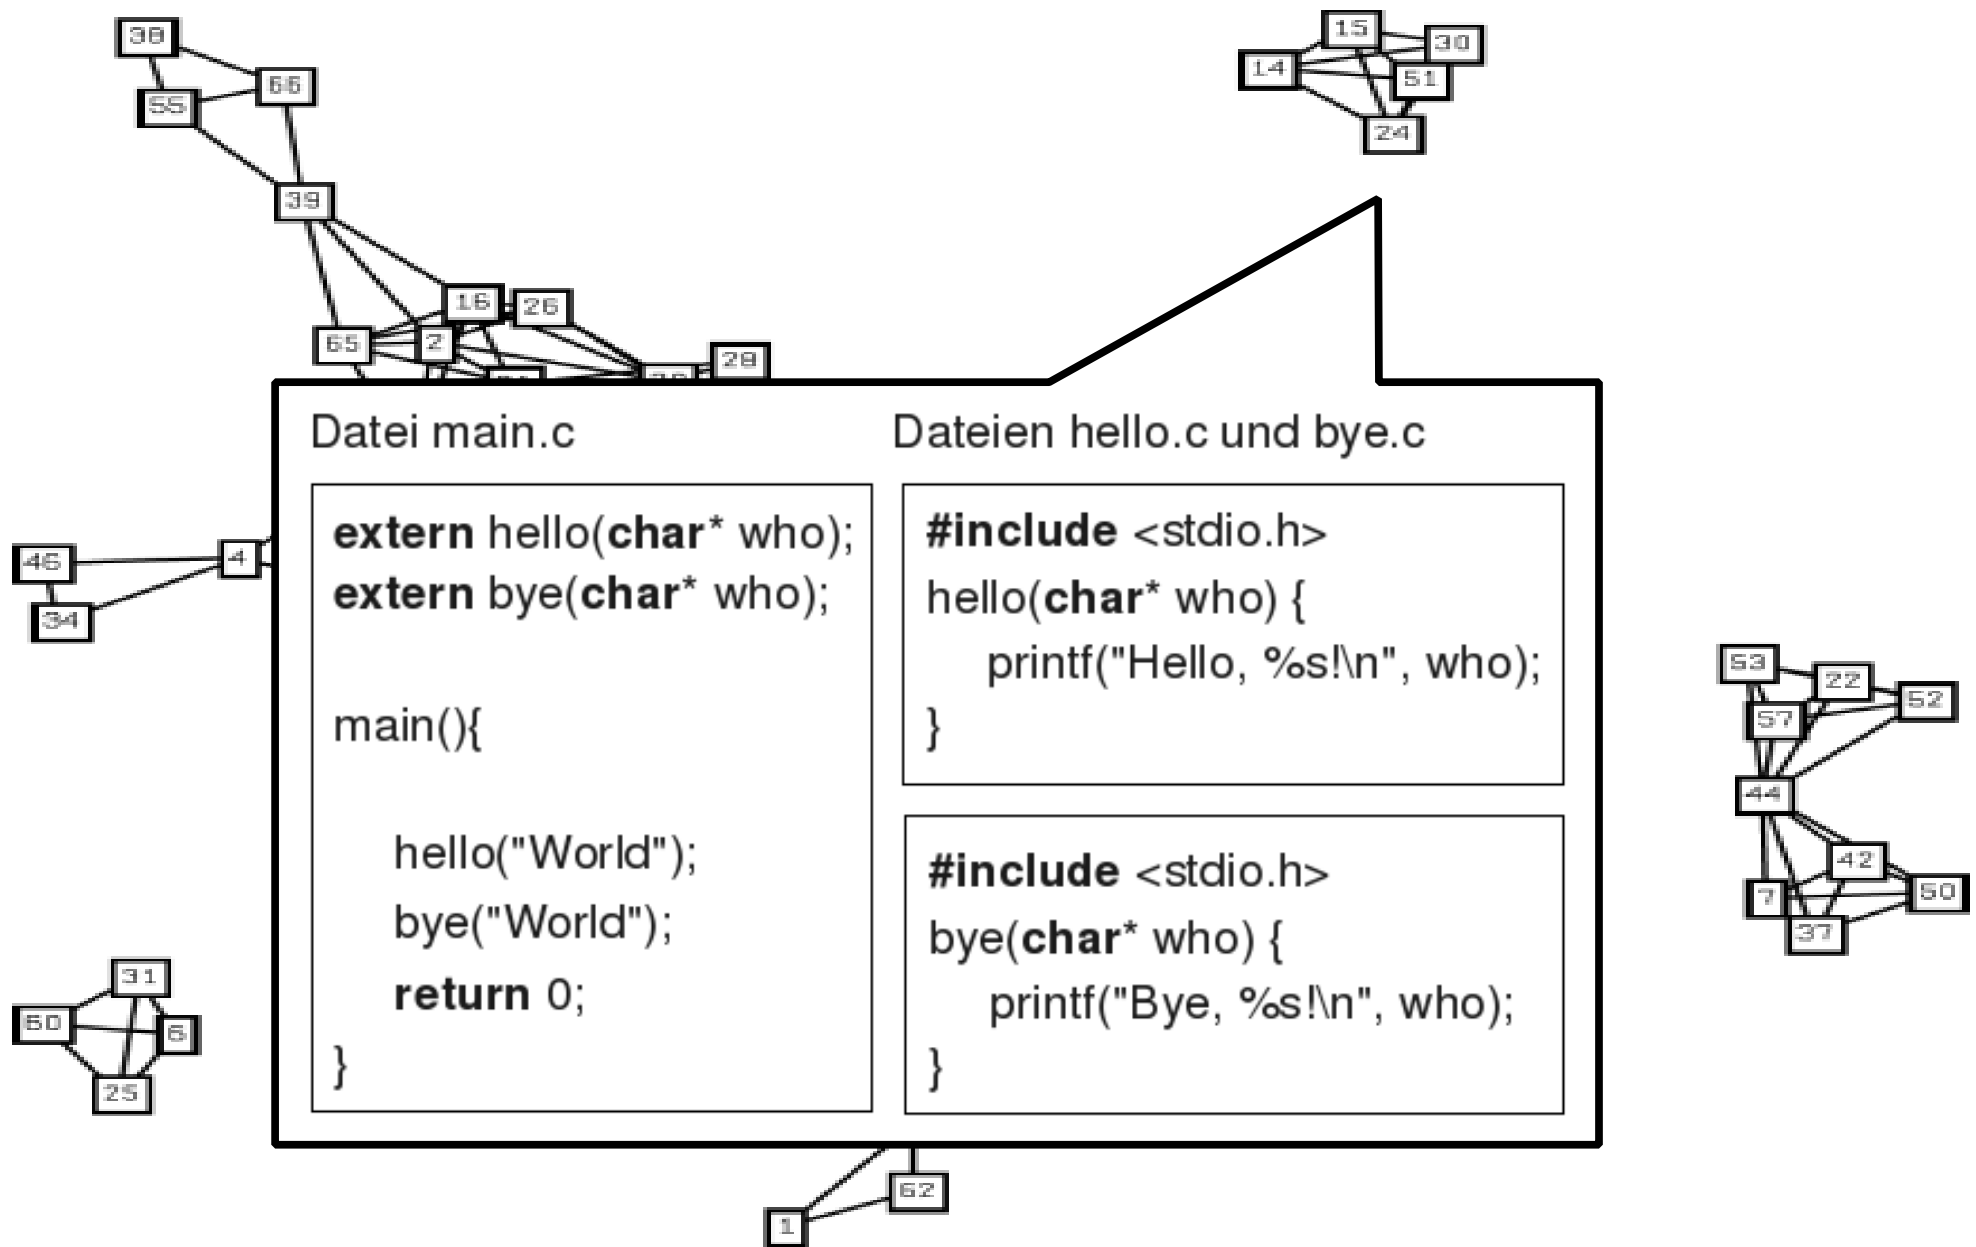 38
66
55
39
15
30
14
51
24
16
26
65
2
28
Datei main.c
extern hello(char* who);
extern bye(char* who);
main(){
hello("World");
bye("World");
return 0;
}
Dateien hello.c und bye.c
#include <stdio.h>
hello(char* who) {
printf("Hello, %s!\n", who);
}
#include <stdio.h>
bye(char* who) {
printf("Bye, %s!\n", who);
}
46
4
34
53
22
52
57
44
42
7
50
37
31
60
6
25
62
1